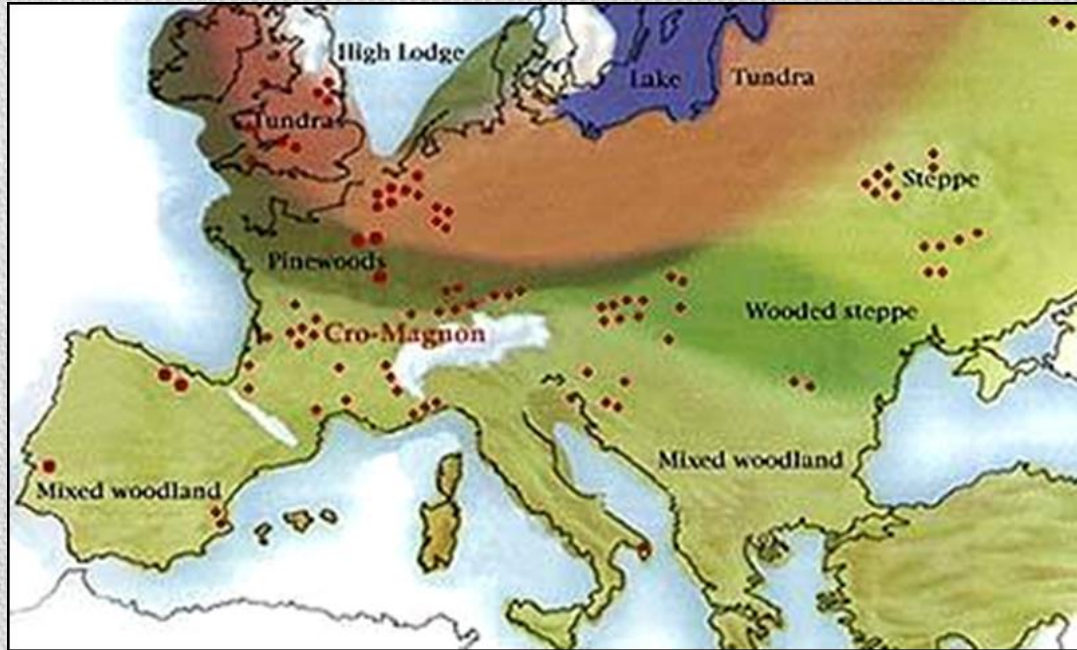 High Lodge
Lake
Tundra
Tundra
Steppe
Pinewoods
Wooded steppe
Cro-Magnon
Mixed woodland
Mixed woodland